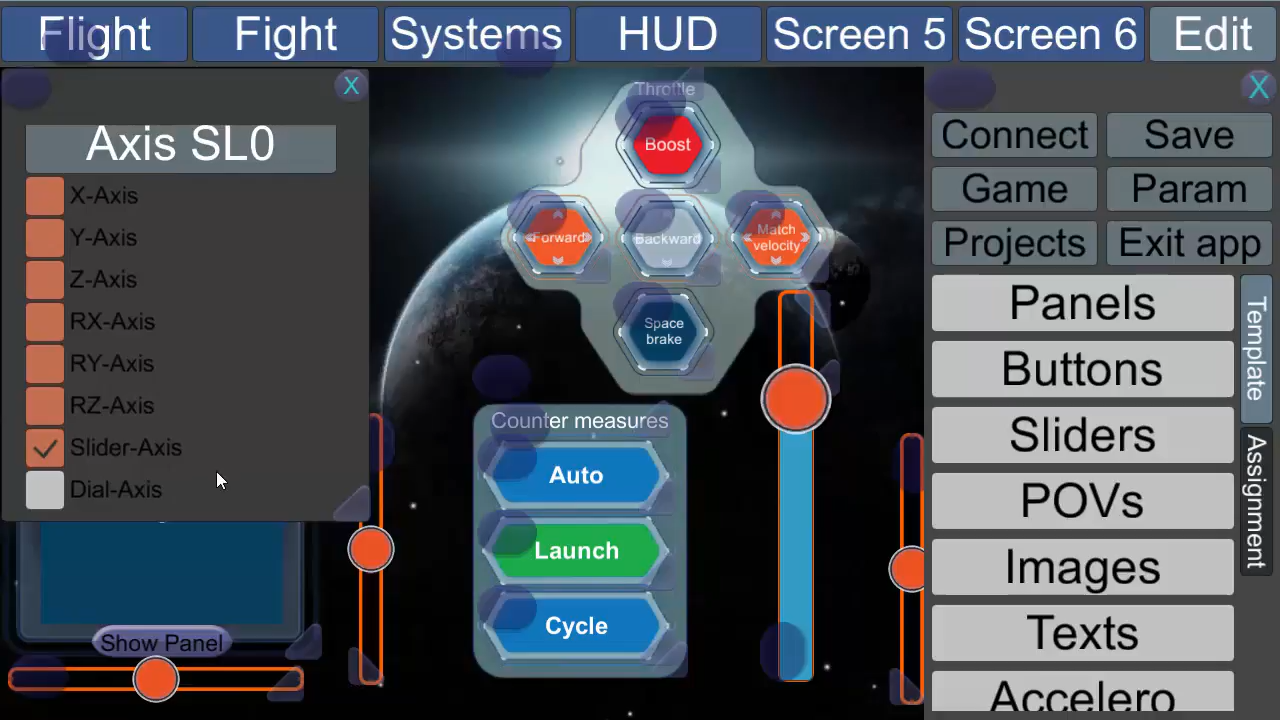 Flight
Fight
Systems
HUD
Screen 5
Screen 6
Edit
X
Axis SL0
X-Axis
Y-Axis
Z-Axis
RX-Axis
RY-Axis
RZ-Axis
Slider-Axis
Dial-Axis
Show Panel
Throttle
Boost
Forward
Backward
Match
velocity
Space
brake
Counter measures
Auto
Launch
Cycle
X
Connect
Save
Game
Param
Projects
Exit app
Panels
Buttons
Sliders
POVs
Images
Texts
Accelero
Template
Assignment